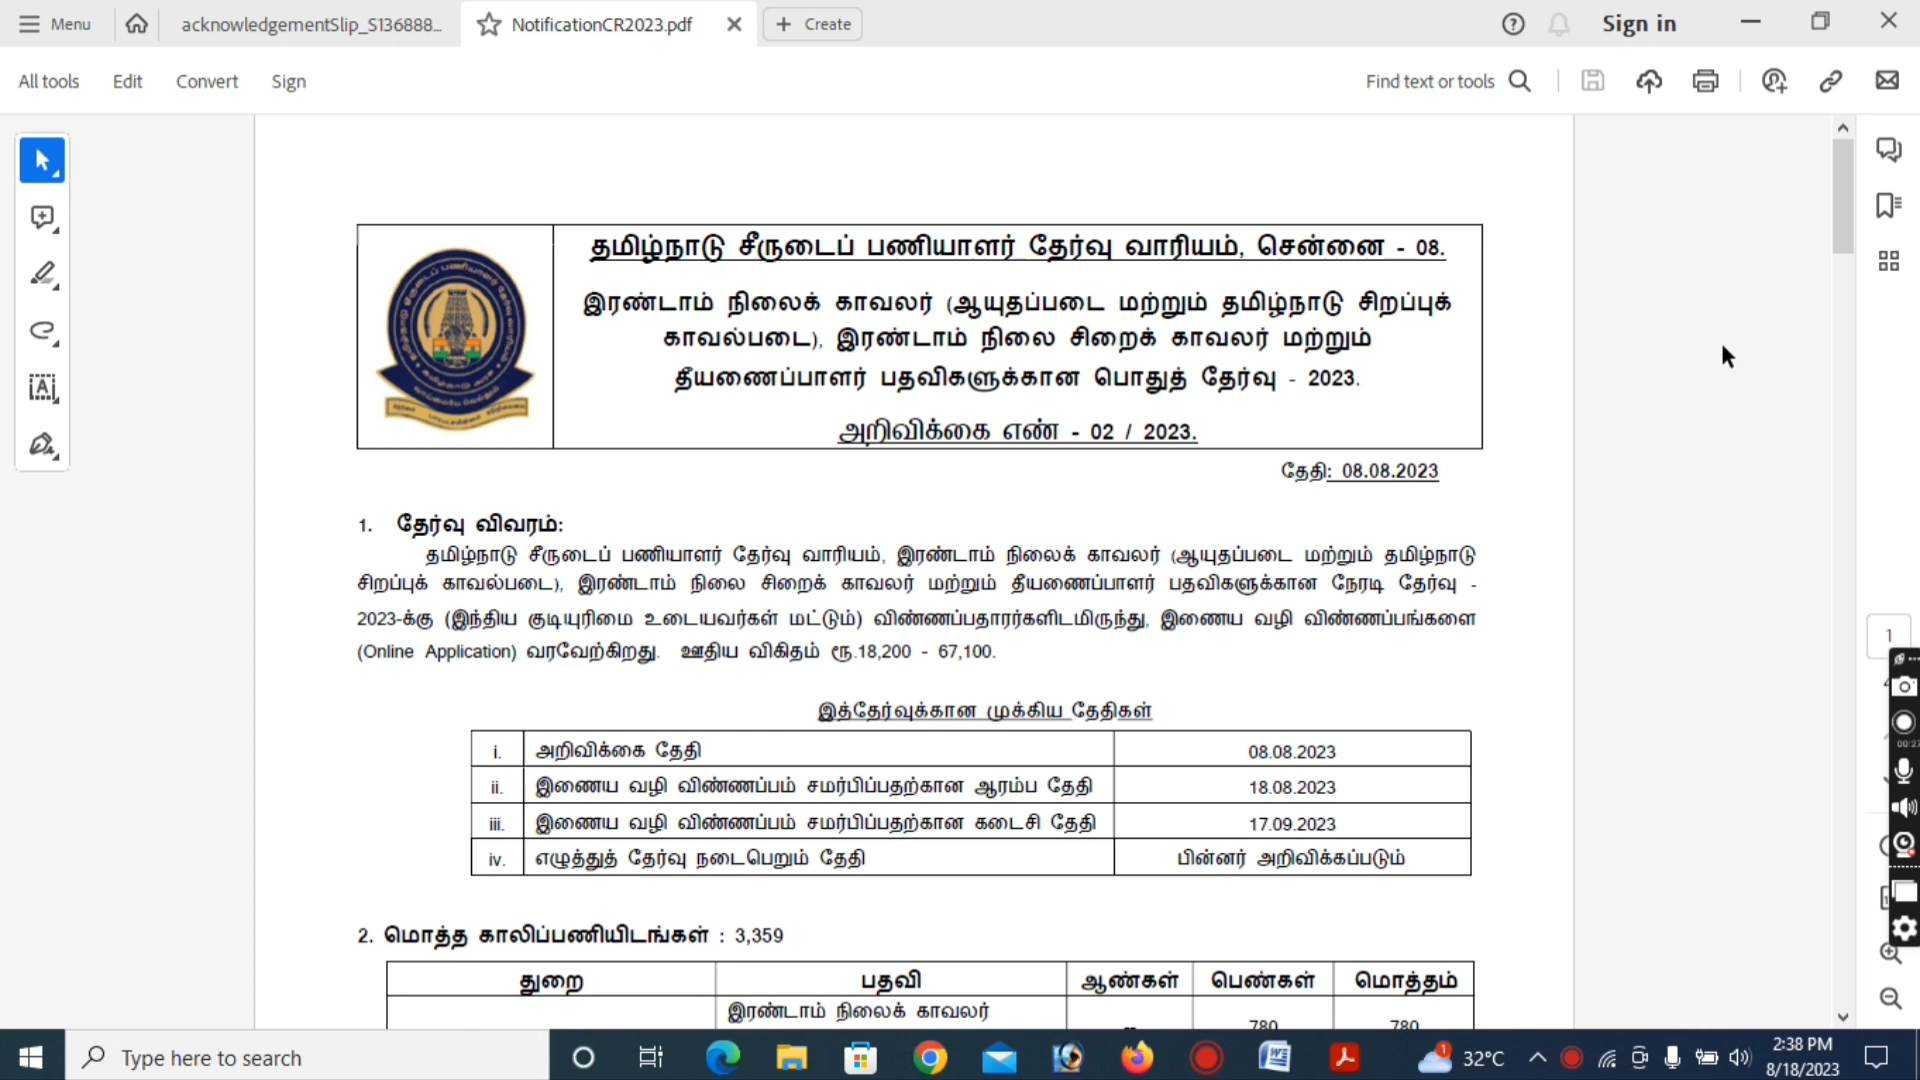 Menu
acknowledgementSlip_S136888...
NotificationCR2023.pdf
Create
Sign in
All tools
Edit
Convert
Sign
Find text or tools
தமிழ்நாடு சீருடைப் பணியாளர் தேர்வு வாரியம், சென்னை - 08.
இரண்டாம் நிலைக் காவலர் (ஆயுதப்படை மற்றும் தமிழ்நாடு சிறப்புக்
காவல்படை), இரண்டாம் நிலை சிறைக் காவலர் மற்றும்
தீயணைப்பாளர் பதவிகளுக்கான பொதுத் தேர்வு - 2023.
அறிவிக்கை எண் - 02 / 2023.
தேதி: 08.08.2023
1. தேர்வு விவரம்:
தமிழ்நாடு சீருடைப் பணியாளர் தேர்வு வாரியம், இரண்டாம் நிலைக் காவலர் (ஆயுதப்படை மற்றும் தமிழ்நாடு
சிறப்புக் காவல்படை), இரண்டாம் நிலை சிறைக் காவலர் மற்றும் தீயணைப்பாளர் பதவிகளுக்கான நேரடி தேர்வு -
2023-க்கு (இந்திய குடியுரிமை உடையவர்கள் மட்டும்) விண்ணப்பதாரர்களிடமிருந்து, இணைய வழி விண்ணப்பங்களை
(Online Application) வரவேற்கிறது. ஊதிய விகிதம் ரூ.18,200 - 67,100.
இத்தேர்வுக்கான முக்கிய தேதிகள்
i. அறிவிக்கை தேதி 08.08.2023
ii. இணைய வழி விண்ணப்பம் சமர்பிப்பதற்கான ஆரம்ப தேதி 18.08.2023
iii. இணைய வழி விண்ணப்பம் சமர்பிப்பதற்கான கடைசி தேதி 17.09.2023
iv. எழுத்துத் தேர்வு நடைபெறும் தேதி பின்னர் அறிவிக்கப்படும்
2. மொத்த காலிப்பணியிடங்கள் : 3,359
துறை பதவி ஆண்கள் பெண்கள் மொத்தம்
இரண்டாம் நிலைக் காவலர்
780 780
1
Type here to search
32°C
2:38 PM
8/18/2023